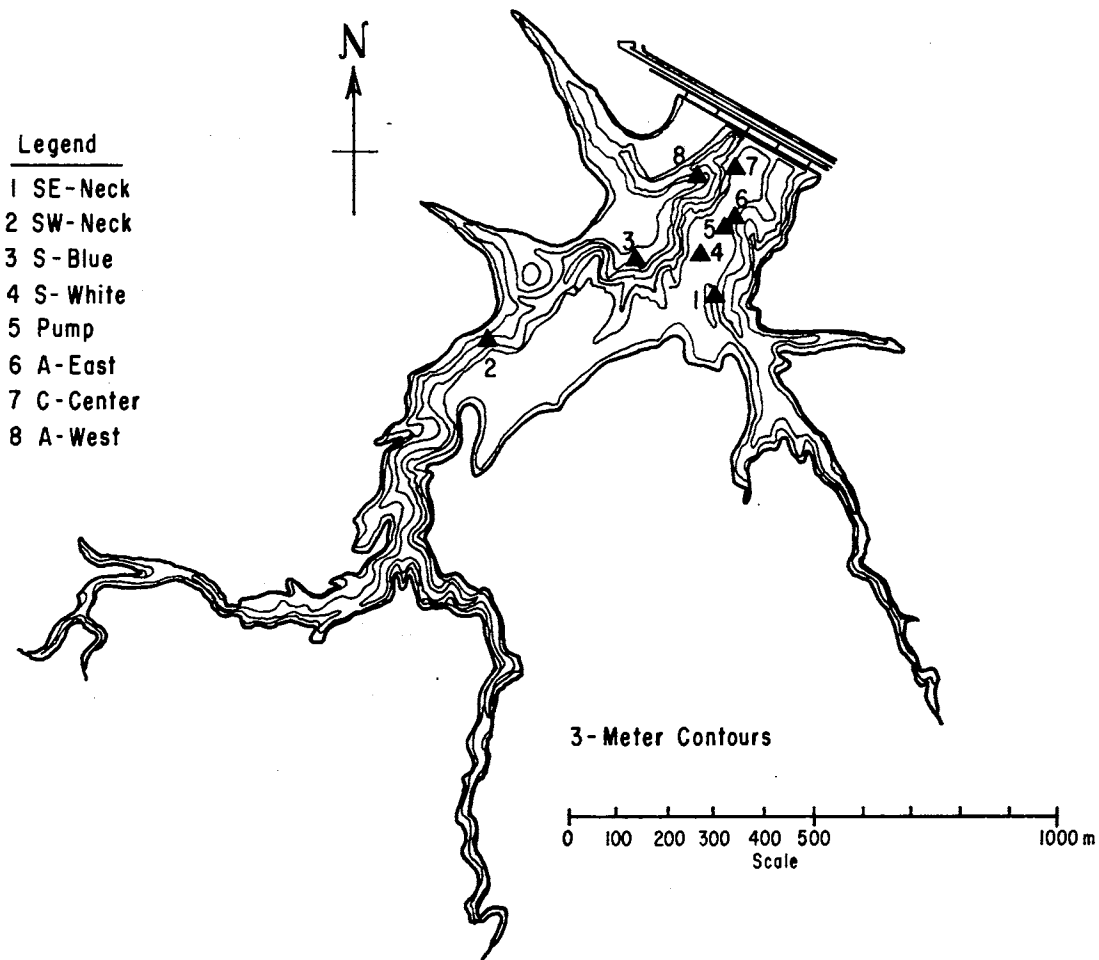 N
Legend
1 SE-Neck
2 SW-Neck
3 S-Blue
4 S-White
5 Pump
6 A-East
7 C-Center
8 A-West
8
7
6
5
3
4
1
2
3-Meter Contours
0 100 200 300 400 500 1000 m
Scale